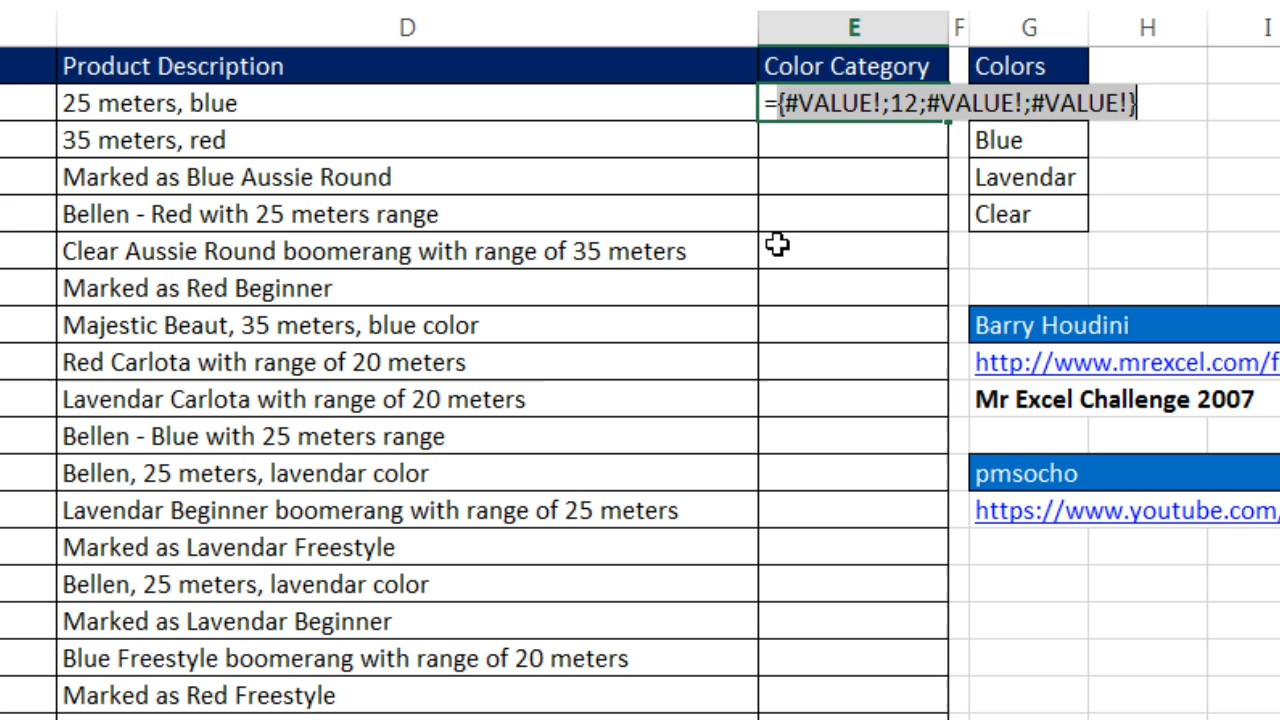 D E F G H I
Product Description Color Category Colors
25 meters, blue ={#VALUE!;12;#VALUE!;#VALUE!}
35 meters, red Blue
Marked as Blue Aussie Round Lavendar
Bellen - Red with 25 meters range Clear
Clear Aussie Round boomerang with range of 35 meters
Marked as Red Beginner
Majestic Beaut, 35 meters, blue color Barry Houdini
Red Carlota with range of 20 meters http://www.mrexcel.com/f
Lavendar Carlota with range of 20 meters Mr Excel Challenge 2007
Bellen - Blue with 25 meters range
Bellen, 25 meters, lavendar color pmsocho
Lavendar Beginner boomerang with range of 25 meters https://www.youtube.com/
Marked as Lavendar Freestyle
Bellen, 25 meters, lavendar color
Marked as Lavendar Beginner
Blue Freestyle boomerang with range of 20 meters
Marked as Red Freestyle